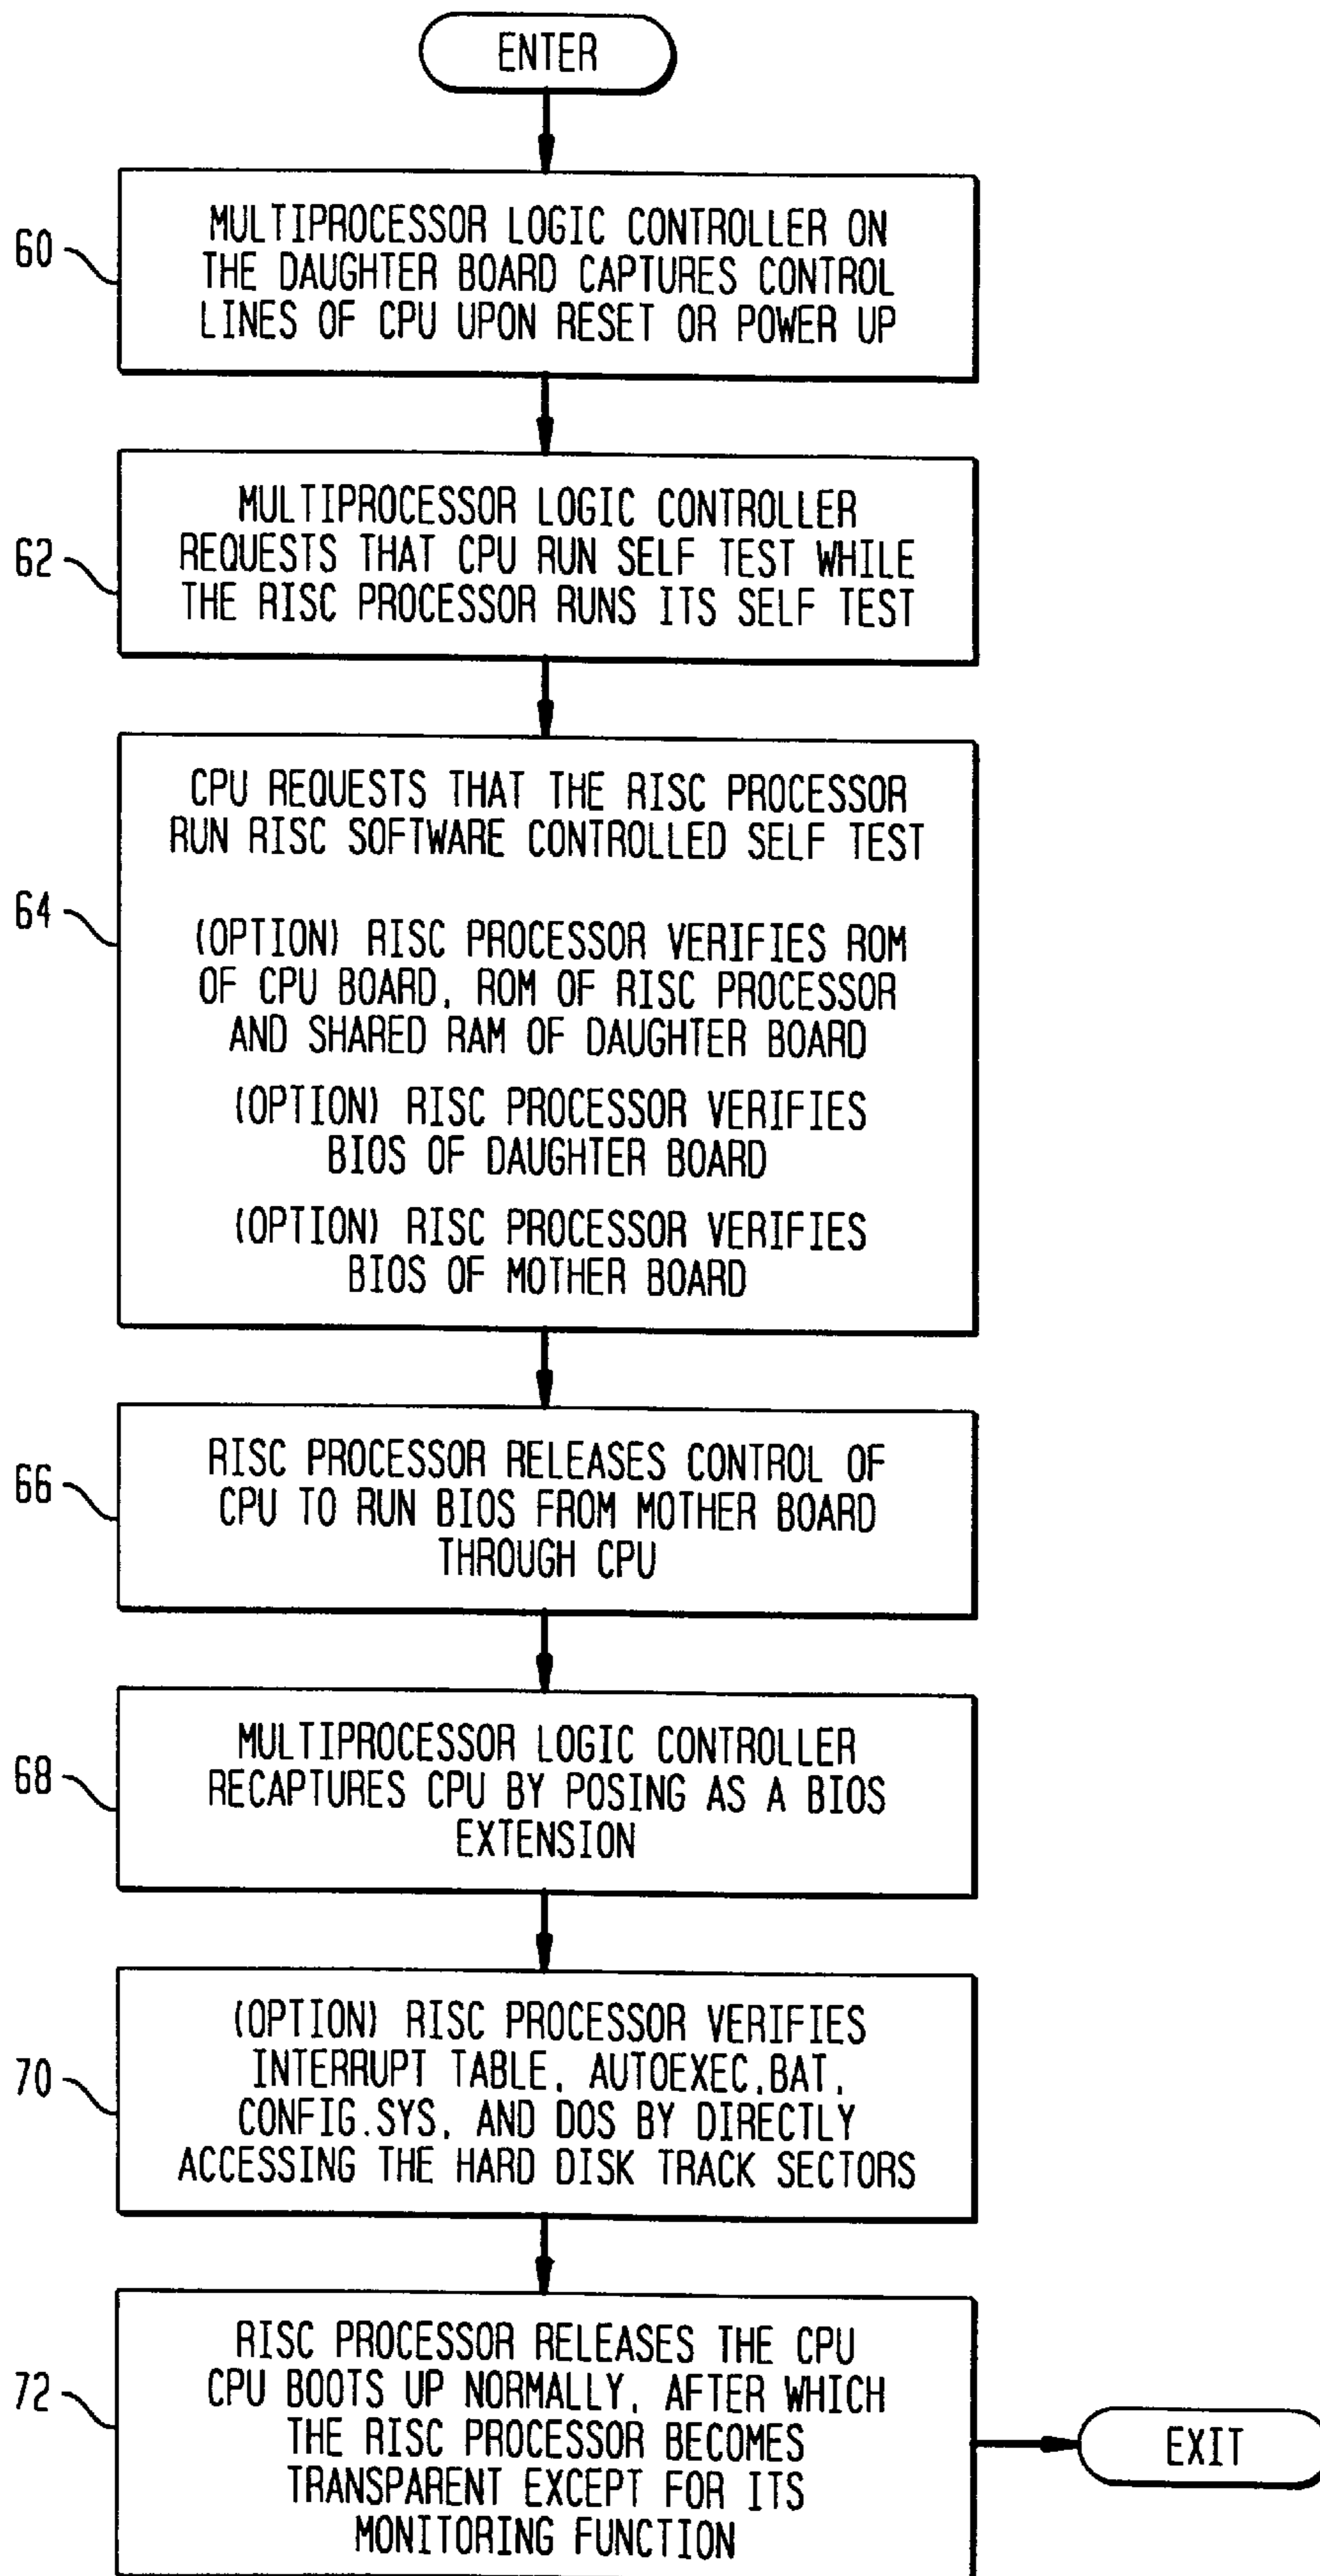 ENTER
60
MULTIPROCESSOR LOGIC CONTROLLER ON
THE DAUGHTER BOARD CAPTURES CONTROL
LINES OF CPU UPON RESET OR POWER UP
62
MULTIPROCESSOR LOGIC CONTROLLER
REQUESTS THAT CPU RUN SELF TEST WHILE
THE RISC PROCESSOR RUNS ITS SELF TEST
64
CPU REQUESTS THAT THE RISC PROCESSOR
RUN RISC SOFTWARE CONTROLLED SELF TEST
(OPTION) RISC PROCESSOR VERIFIES ROM
OF CPU BOARD, ROM OF RISC PROCESSOR
AND SHARED RAM OF DAUGHTER BOARD
(OPTION) RISC PROCESSOR VERIFIES
BIOS OF DAUGHTER BOARD
(OPTION) RISC PROCESSOR VERIFIES
BIOS OF MOTHER BOARD
66
RISC PROCESSOR RELEASES CONTROL OF
CPU TO RUN BIOS FROM MOTHER BOARD
THROUGH CPU
68
MULTIPROCESSOR LOGIC CONTROLLER
RECAPTURES CPU BY POSING AS A BIOS
EXTENSION
70
(OPTION) RISC PROCESSOR VERIFIES
INTERRUPT TABLE, AUTOEXEC.BAT,
CONFIG.SYS, AND DOS BY DIRECTLY
ACCESSING THE HARD DISK TRACK SECTORS
72
RISC PROCESSOR RELEASES THE CPU
CPU BOOTS UP NORMALLY, AFTER WHICH
THE RISC PROCESSOR BECOMES
TRANSPARENT EXCEPT FOR ITS
MONITORING FUNCTION
EXIT